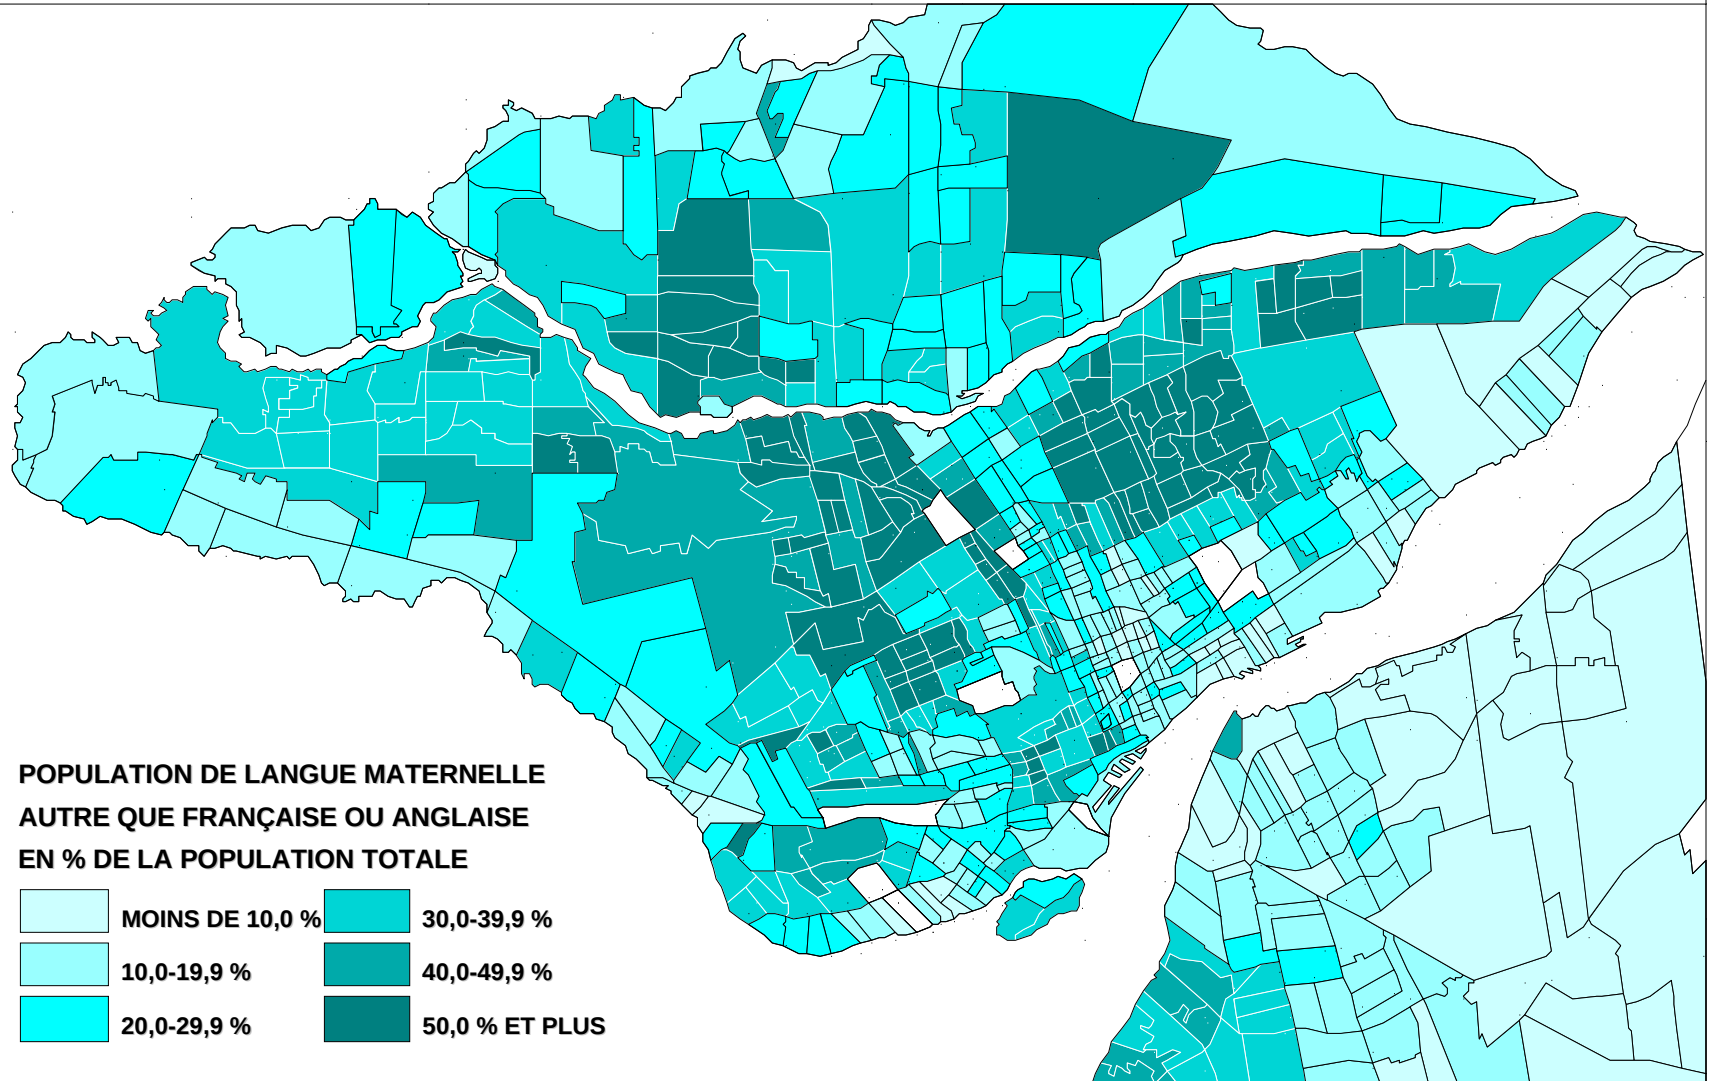 POPULATION DE LANGUE MATERNELLE
AUTRE QUE FRANÇAISE OU ANGLAISE
EN % DE LA POPULATION TOTALE
MOINS DE 10,0 %
10,0-19,9 %
20,0-29,9 %
30,0-39,9 %
40,0-49,9 %
50,0 % ET PLUS